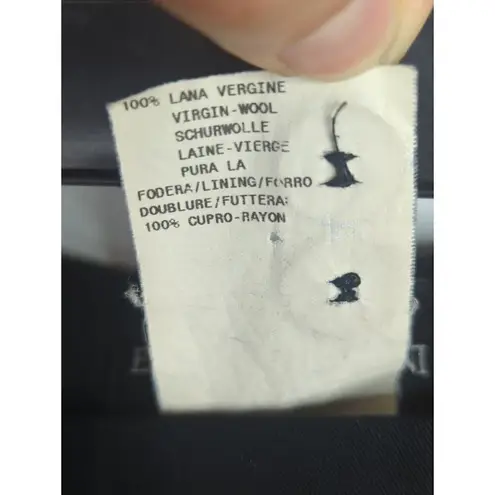 100% LANA VERGINE
VIRGIN-WOOL
SCHURWOLLE
LAINE-VIERGE
PURA LA
FODERA/LINING/FORRO
DOUBLURE/FUTTERA:
100% CUPRO-RAYON